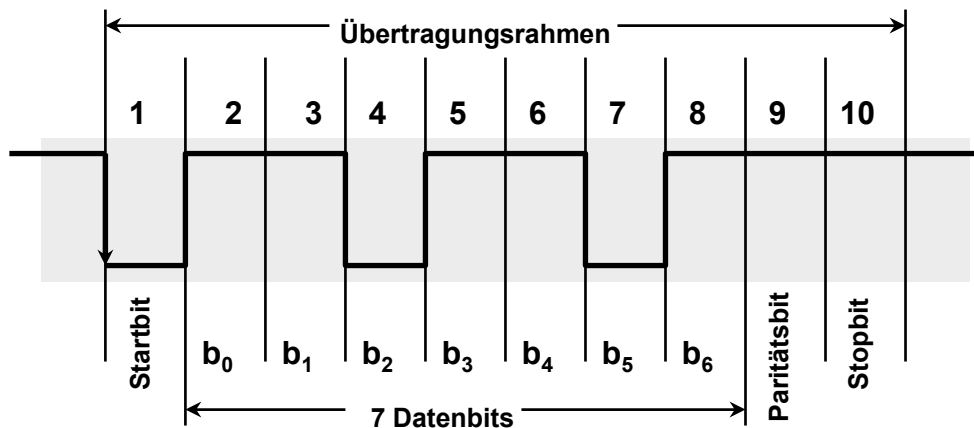 Übertragungsrahmen
1 2 3 4 5 6 7 8 9 10
Startbit b₀ b₁ b₂ b₃ b₄ b₅ b₆ Paritätsbit Stopbit
7 Datenbits